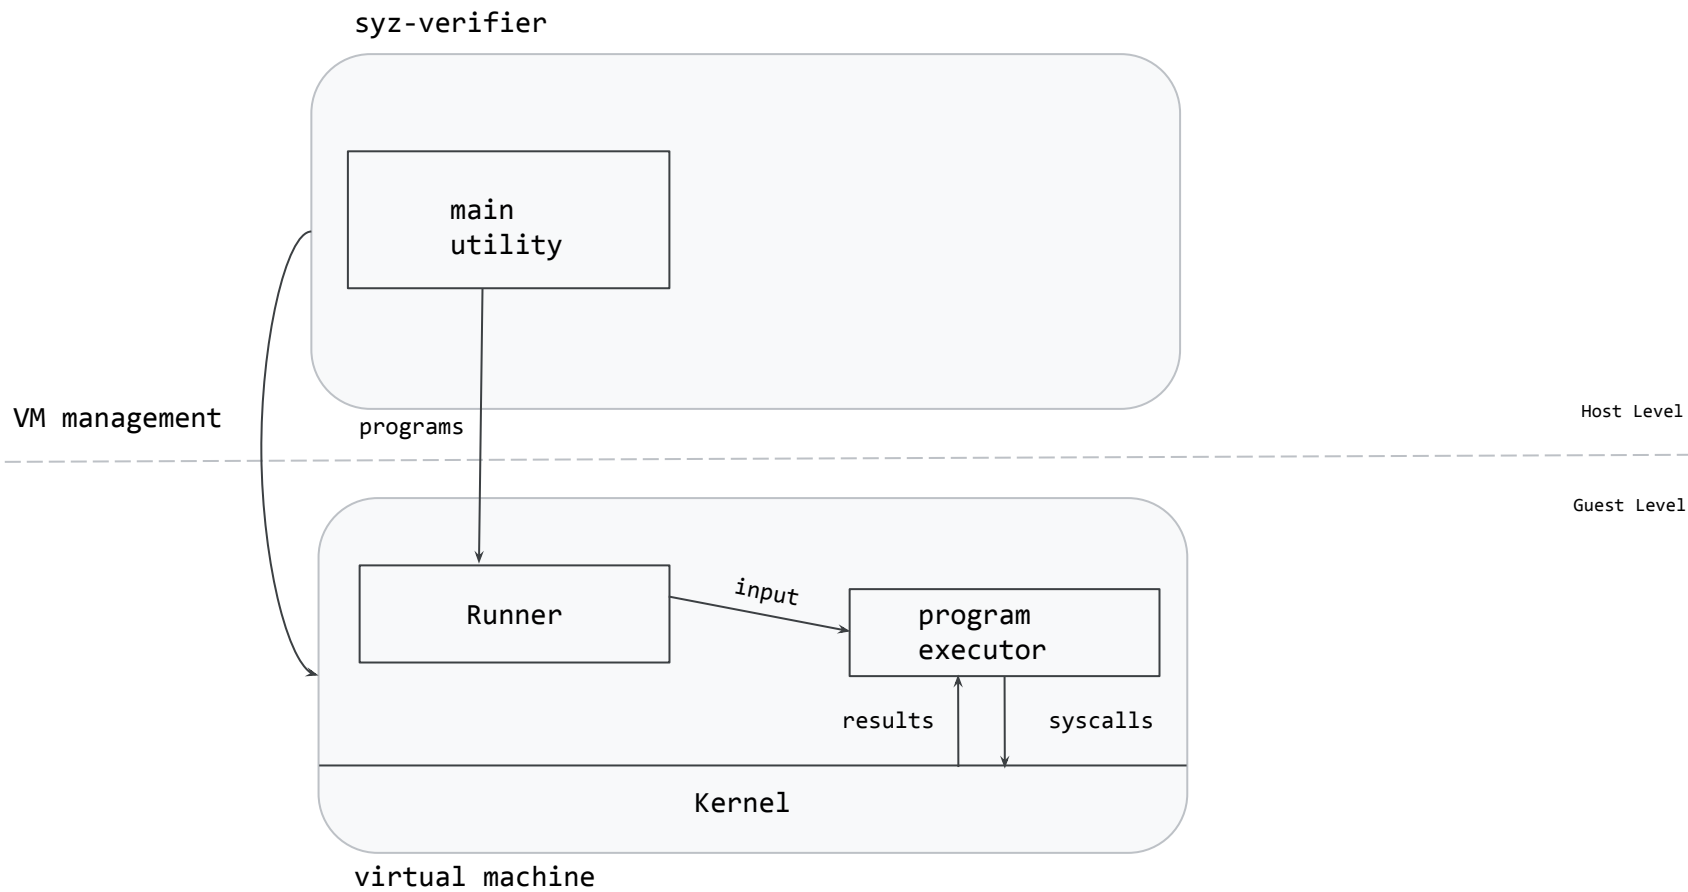 syz-verifier
main
utility
VM management
programs
Host Level
Guest Level
Runner
input
program
executor
results
syscalls
Kernel
virtual machine